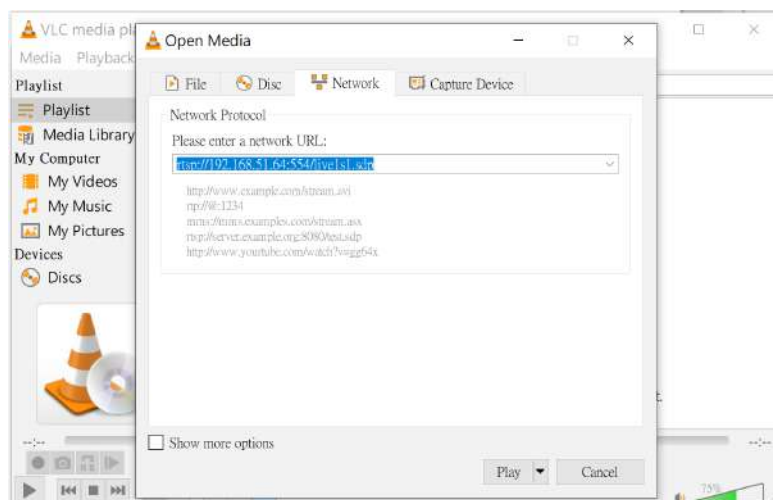 VLC media pl
Media Playback
Playlist
Playlist
Media Library
My Computer
My Videos
My Music
My Pictures
Devices
Discs
Open Media
File Disc Network Capture Device
Network Protocol
Please enter a network URL:
rtsp://192.168.51.64:554/live1s1.sdp
http://www.example.com/stream.avi
rtp://@:1234
mms://mms.examples.com/stream.asx
rtsp://server.example.org:8080/test.sdp
http://www.youtube.com/watch?v=gg64x
t.
Show more options
Play Cancel
--:-- --:--
75%